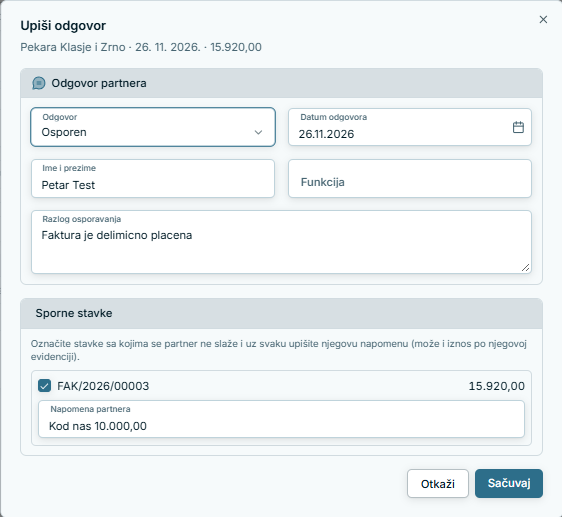 Upiši odgovor
Pekara Klasje i Zrno · 26. 11. 2026. · 15.920,00
Odgovor partnera
Odgovor
Osporen
Datum odgovora
26.11.2026
Ime i prezime
Petar Test
Funkcija
Razlog osporavanja
Faktura je delimicno placena
Sporne stavke
Označite stavke sa kojima se partner ne slaže i uz svaku upišite njegovu napomenu (može i iznos po njegovoj
evidenciji).
FAK/2026/00003 15.920,00
Napomena partnera
Kod nas 10.000,00
Otkaži Sačuvaj